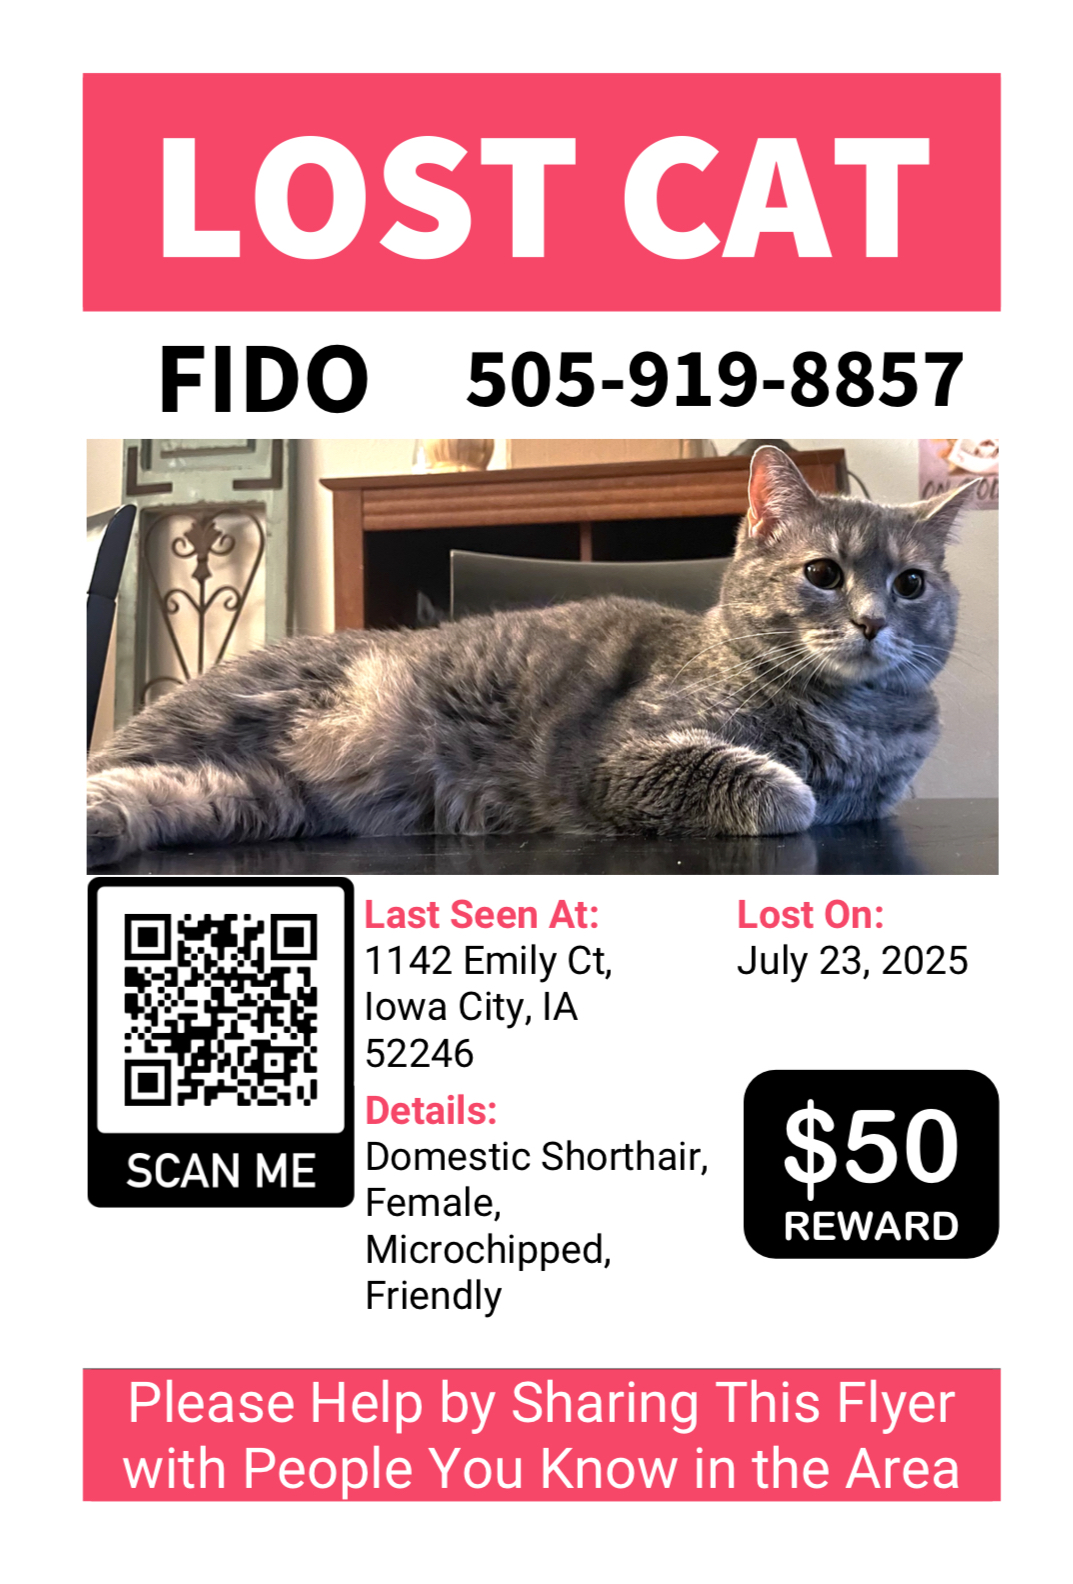 LOST CAT
FIDO
505-919-8857
ON
Last Seen At:
1142 Emily Ct,
Iowa City, IA
52246
Lost On:
July 23, 2025
Details:
Domestic Shorthair,
Female,
Microchipped,
Friendly
SCAN ME
$50
REWARD
Please Help by Sharing This Flyer
with People You Know in the Area